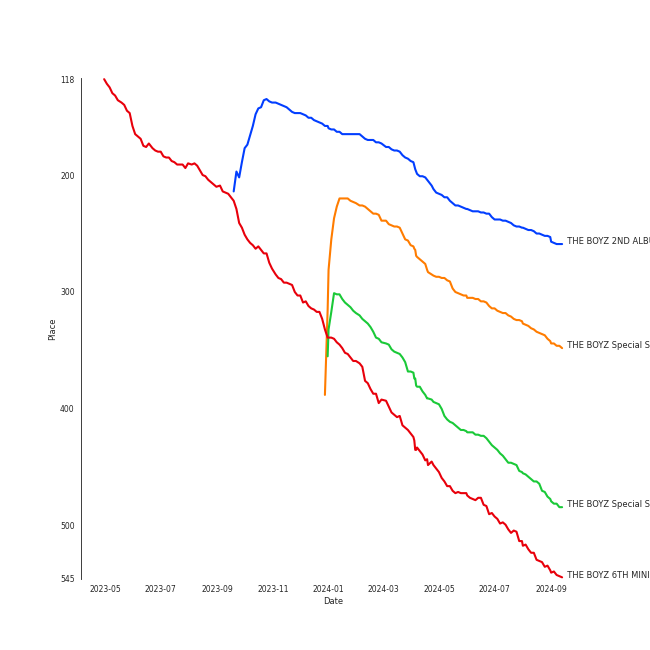 118
200
300
400
500
545
Place
2023-05
2023-07
2023-09
2023-11
2024-01
2024-03
2024-05
2024-07
2024-09
Date
THE BOYZ 2ND ALB
THE BOYZ Special S
THE BOYZ Special S
THE BOYZ 6TH MINI